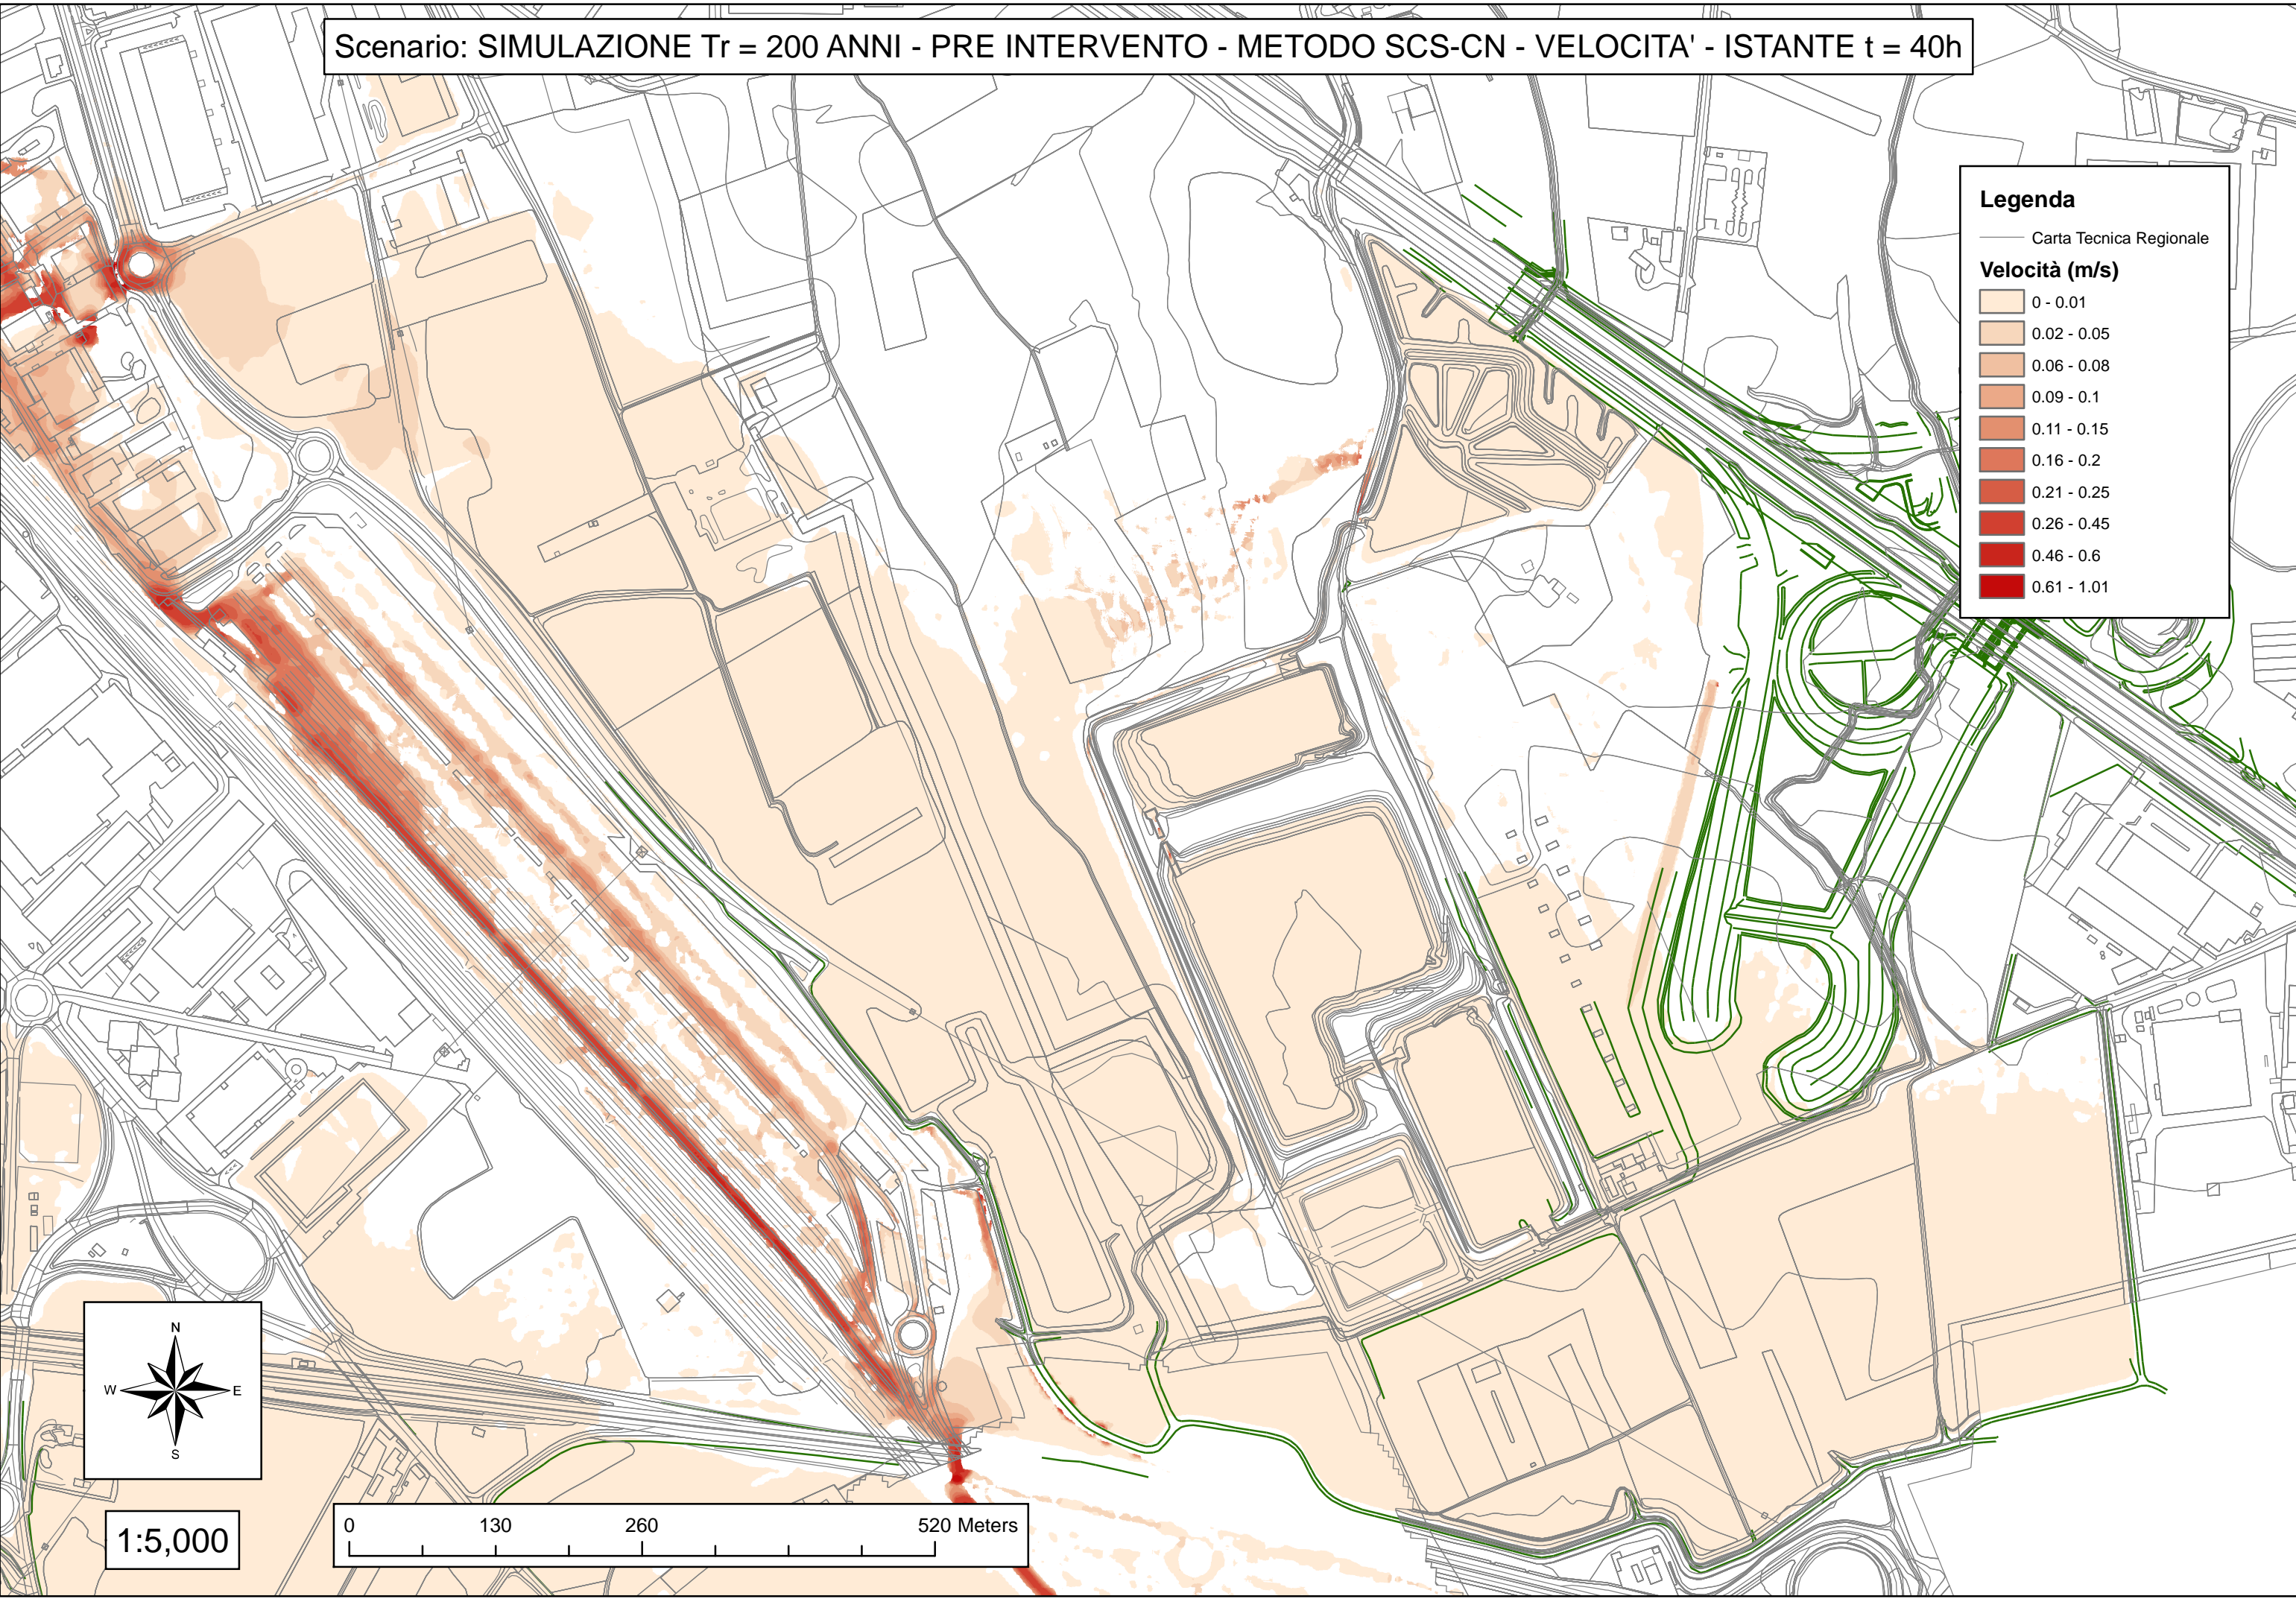 Scenario: SIMULAZIONE Tr = 200 ANNI - PRE INTERVENTO - METODO SCS-CN - VELOCITA' - ISTANTE t = 40h
Legenda
Carta Tecnica Regionale
Velocità (m/s)
0 - 0.01
0.02 - 0.05
0.06 - 0.08
0.09 - 0.1
0.11 - 0.15
0.16 - 0.2
0.21 - 0.25
0.26 - 0.45
0.46 - 0.6
0.61 - 1.01
N
W E
S
1:5,000
0 130 260 520 Meters